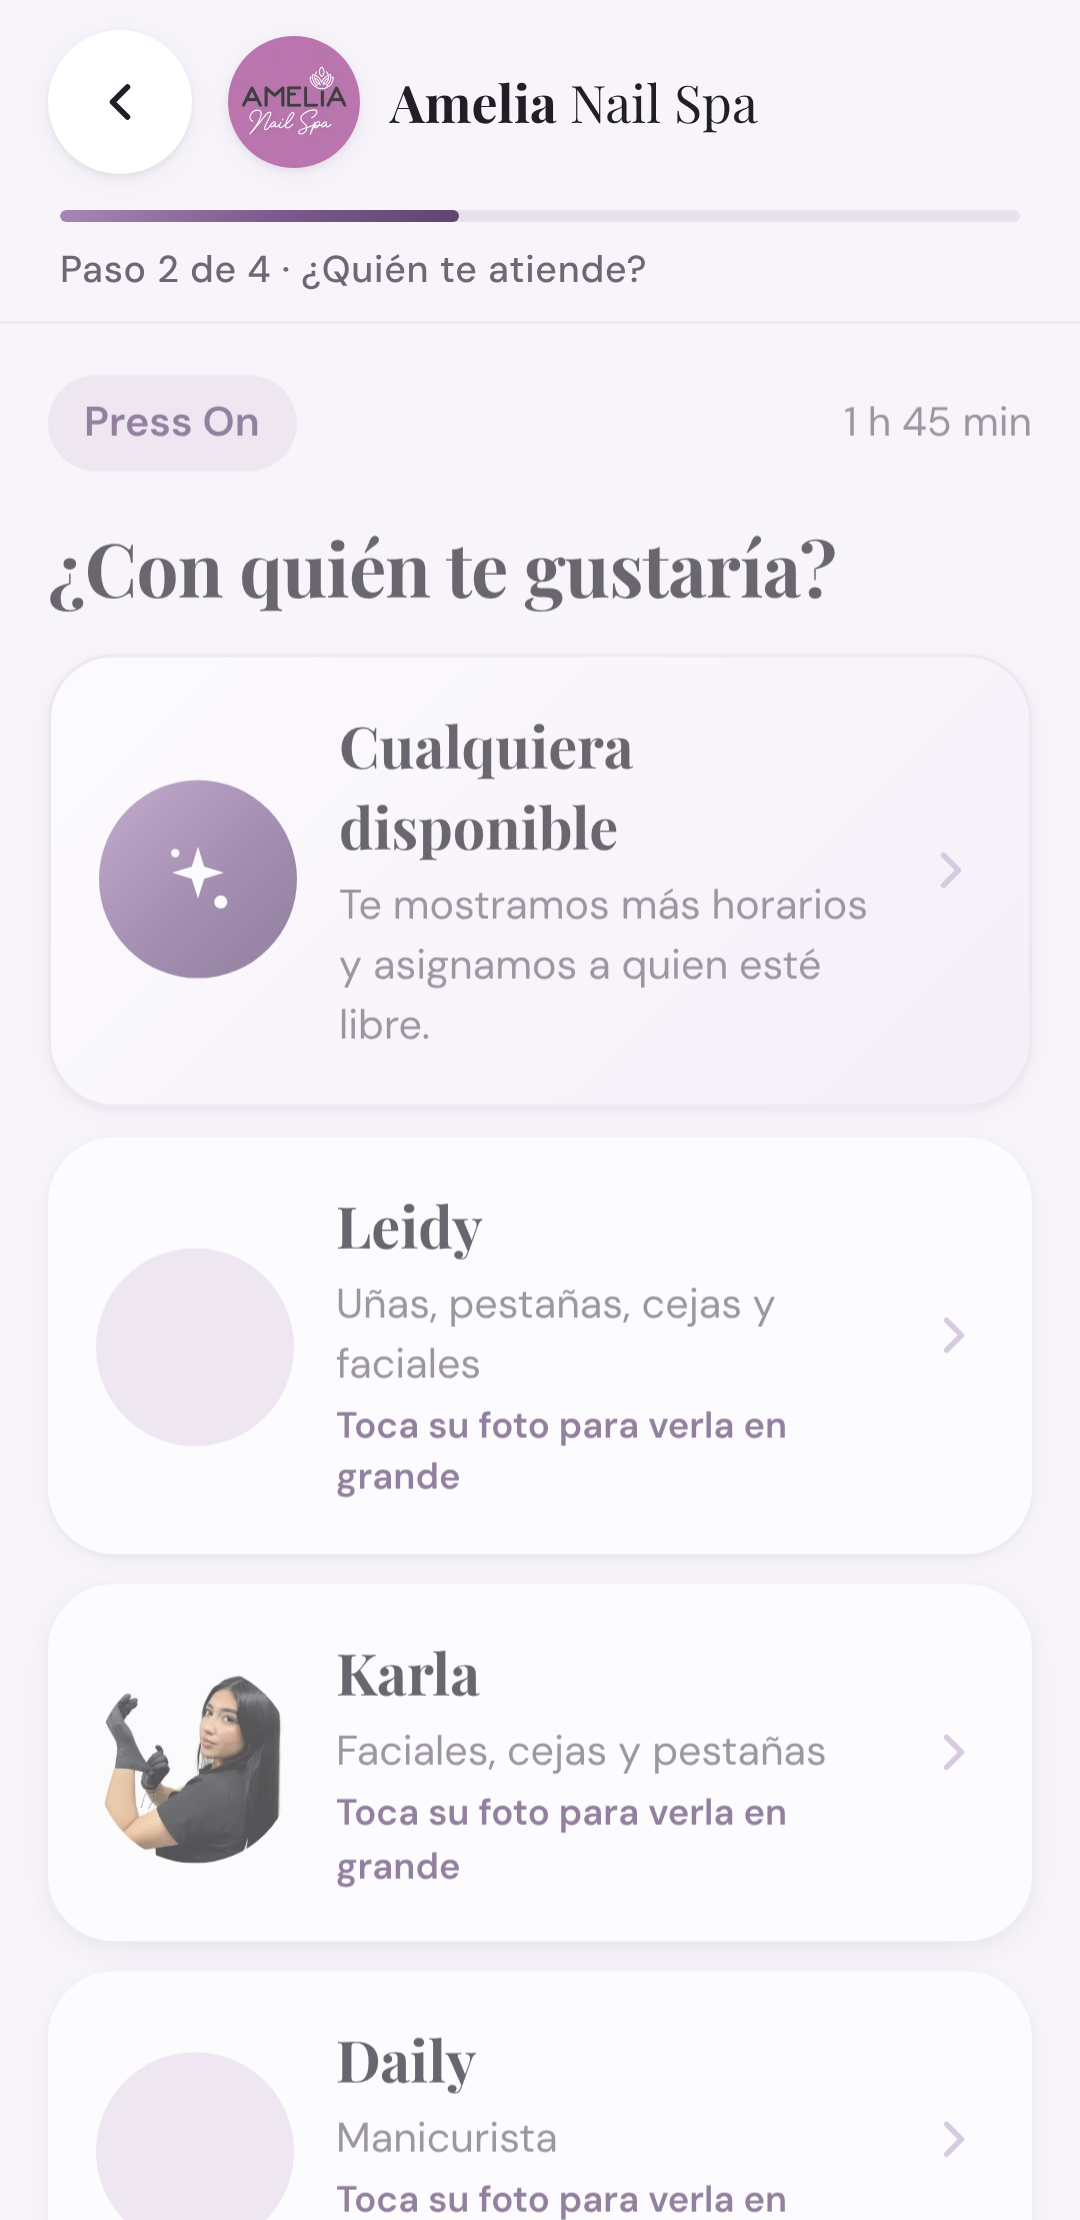 AMELIA
Nail Spa
Amelia Nail Spa
Paso 2 de 4 · ¿Quién te atiende?
Press On
1 h 45 min
¿Con quién te gustaría?
Cualquiera
disponible
Te mostramos más horarios
y asignamos a quien esté
libre.
Leidy
Uñas, pestañas, cejas y
faciales
Toca su foto para verla en
grande
Karla
Faciales, cejas y pestañas
Toca su foto para verla en
grande
Daily
Manicurista
Toca su foto para verla en